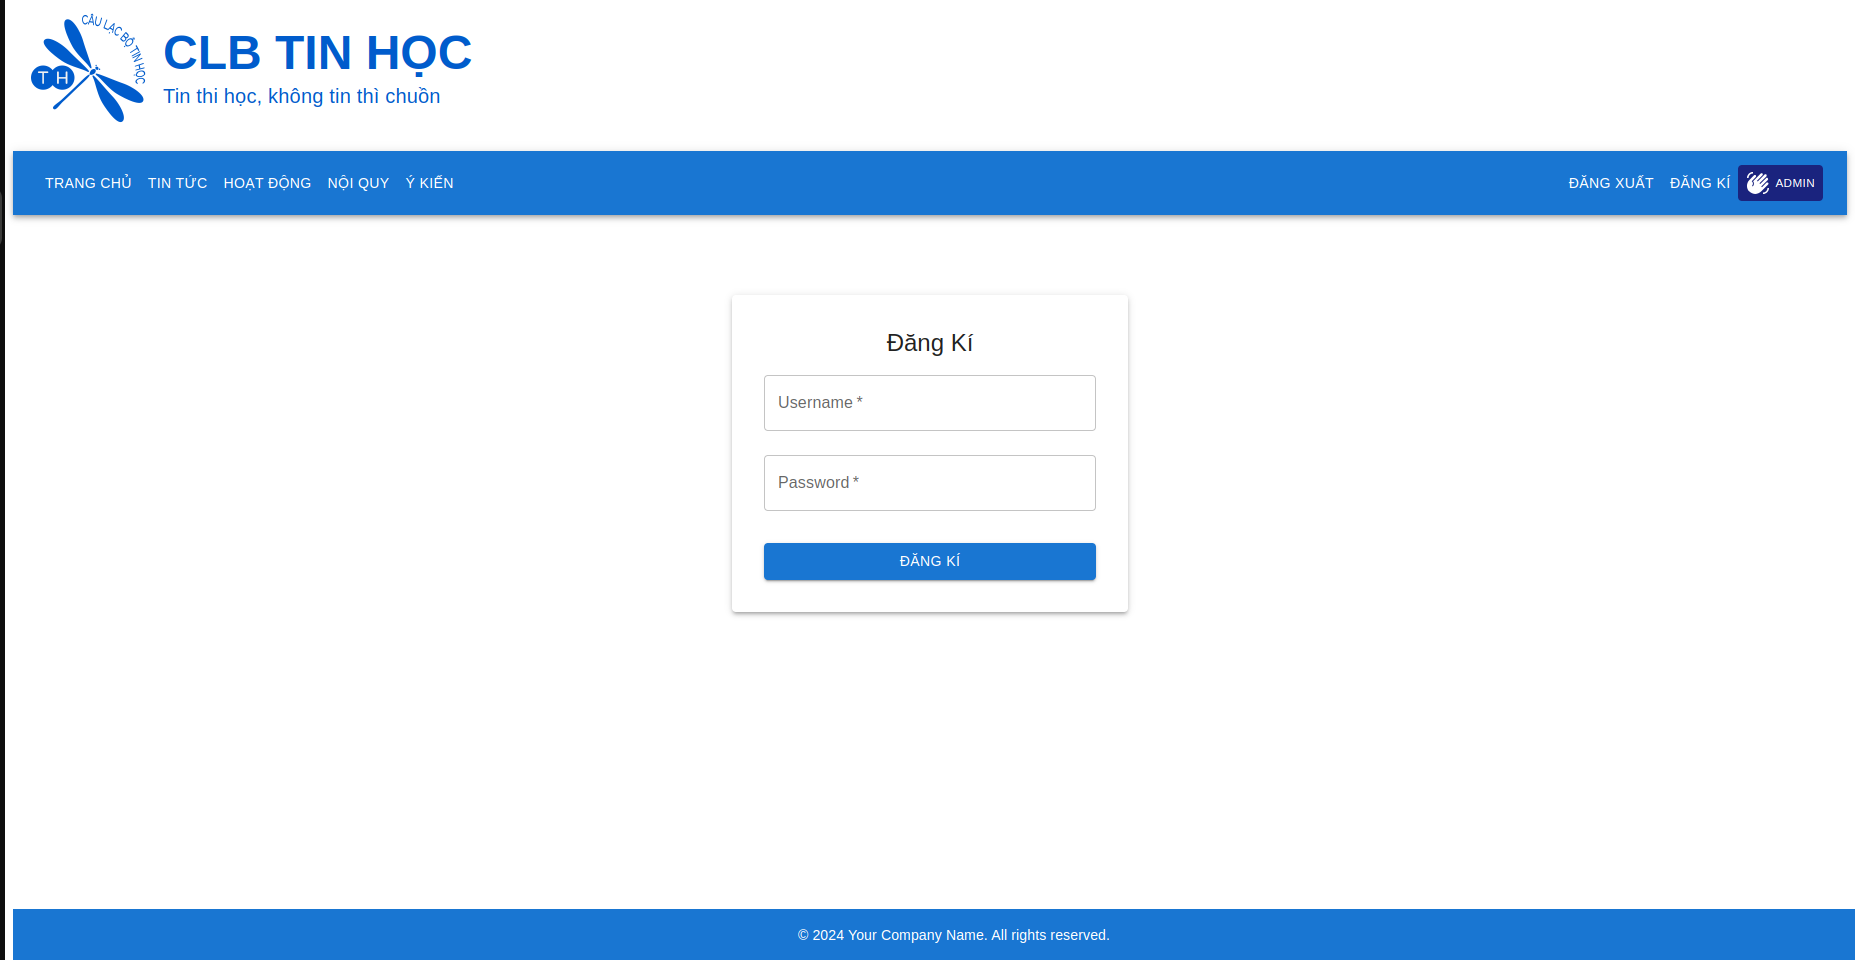 CÂU LẠC BỘ TIN HỌC
T H
CLB TIN HỌC
Tin thi học, không tin thì chuồn
TRANG CHỦ TIN TỨC HOẠT ĐỘNG NỘI QUY Ý KIẾN ĐĂNG XUẤT ĐĂNG KÍ ADMIN
Đăng Kí
Username *
Password *
ĐĂNG KÍ
© 2024 Your Company Name. All rights reserved.